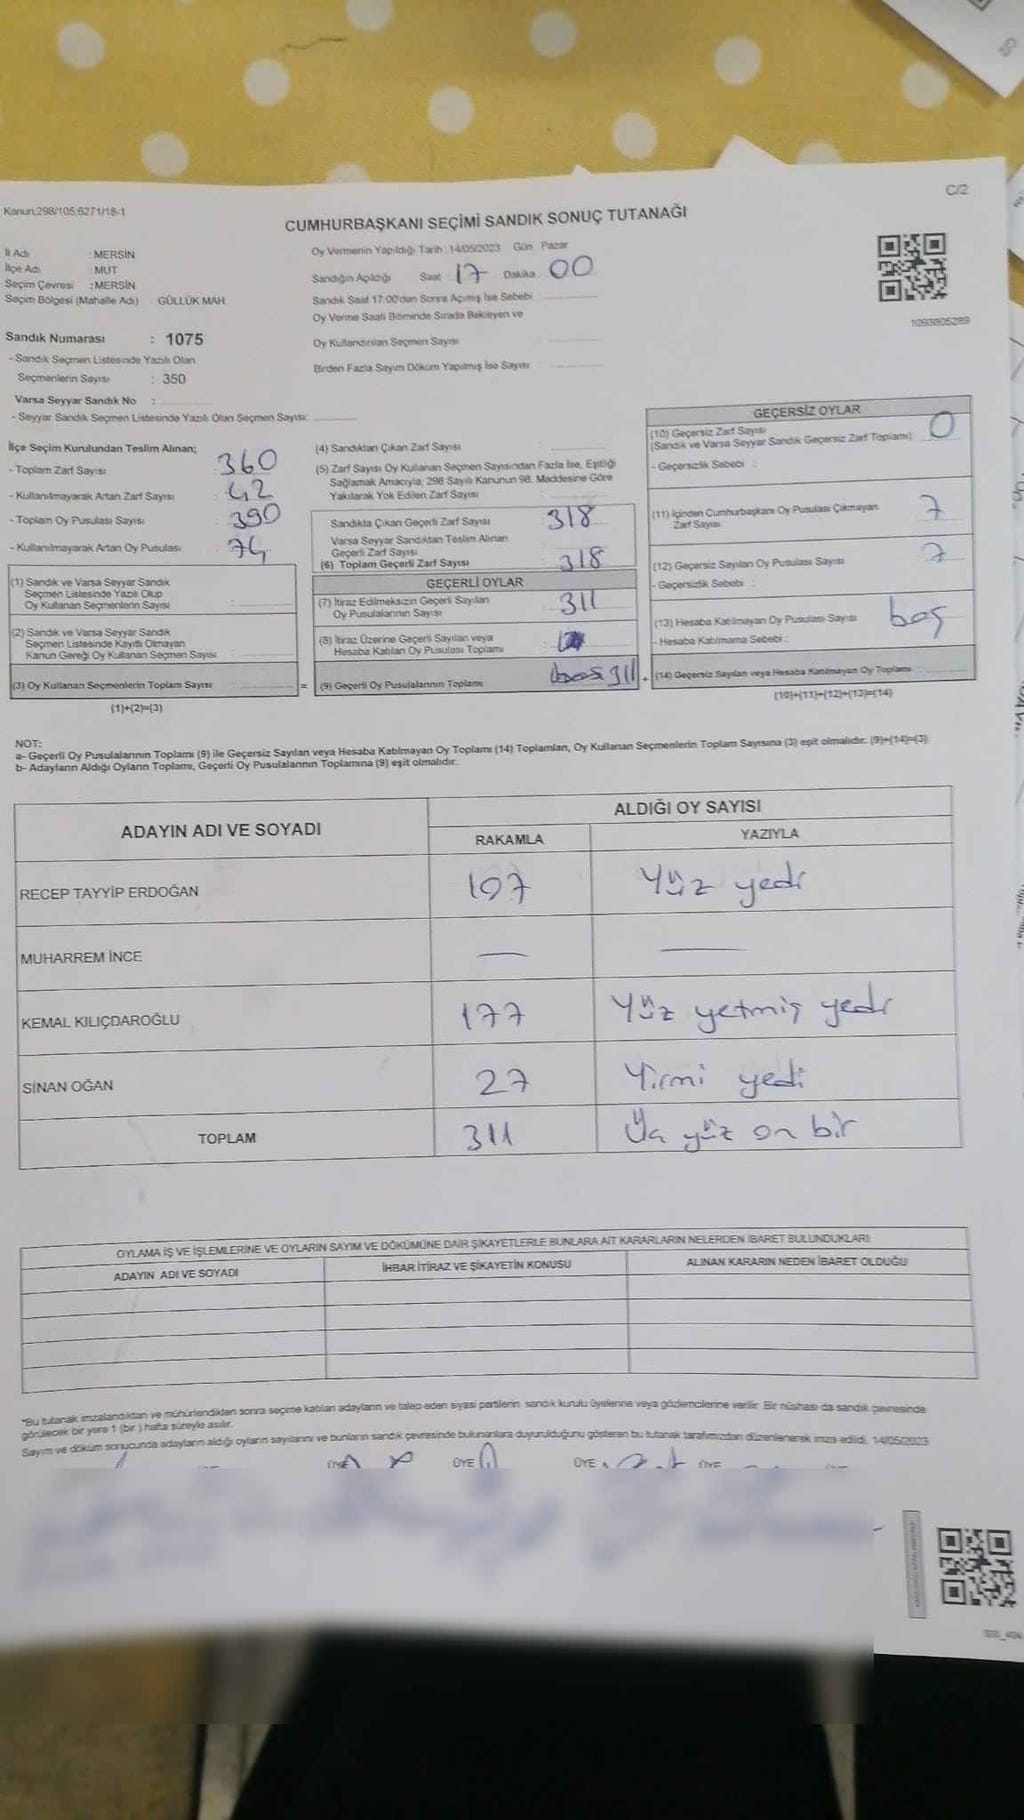 C/2
Kanun;298/105;6271/18-1
CUMHURBAŞKANI SEÇİMİ SANDIK SONUÇ TUTANAĞI
İl Adı : MERSİN
İlçe Adı : MUT
Seçim Çevresi : MERSİN
Seçim Bölgesi (Mahalle Adı) GÜLLÜK MAH.
Sandık Numarası : 1075
- Sandık Seçmen Listesinde Yazılı Olan
Seçmenlerin Sayısı : 350
Varsa Seyyar Sandık No :
- Seyyar Sandık Seçmen Listesinde Yazılı Olan Seçmen Sayısı:
Oy Vermenin Yapıldığı Tarih : 14/05/2023 Gün Pazar
Sandığın Açıldığı Saat 17 Dakika 00
Sandık Saat 17:00'den Sonra Açımış İse Sebebi :
Oy Verme Saati Bitiminde Sırada Bekleyen ve
Oy Kullandırılan Seçmen Sayısı
Birden Fazla Sayım Döküm Yapılmış İse Sayısı
1093805289
İlçe Seçim Kurulundan Teslim Alınan;
- Toplam Zarf Sayısı 360
- Kullanılmayarak Artan Zarf Sayısı : 42
- Toplam Oy Pusulası Sayısı 390
- Kullanılmayarak Artan Oy Pusulası 74
(1) Sandık ve Varsa Seyyar Sandık
Seçmen Listesinde Yazılı Olup
Oy Kullanan Seçmenlerin Sayısı :
(2) Sandık ve Varsa Seyyar Sandık
Seçmen Listesinde Kayıtlı Olmayan
Kanun Gereği Oy Kullanan Seçmen Sayısı
(3) Oy Kullanan Seçmenlerin Toplam Sayısı :
(1)+(2)=(3)
(4) Sandıktan Çıkan Zarf Sayısı :
(5) Zarf Sayısı Oy Kullanan Seçmen Sayısından Fazla İse, Eşitliği
Sağlamak Amacıyla; 298 Sayılı Kanunun 98. Maddesine Göre
Yakılarak Yok Edilen Zarf Sayısı
Sandıkta Çıkan Geçerli Zarf Sayısı 318
Varsa Seyyar Sandıktan Teslim Alınan
Geçerli Zarf Sayısı
(6) Toplam Geçerli Zarf Sayısı : 318
GEÇERLİ OYLAR
(7) İtiraz Edilmeksizin Geçerli Sayılan
Oy Pusulalarının Sayısı 311
(8) İtiraz Üzerine Geçerli Sayılan veya
Hesaba Katılan Oy Pusulası Toplamı
= (9) Geçerli Oy Pusulalarının Toplamı 311 +
GEÇERSİZ OYLAR
(10) Geçersiz Zarf Sayısı
(Sandık ve Varsa Seyyar Sandık Geçersiz Zarf Toplamı) 0
- Geçersizlik Sebebi :
(11) İçinden Cumhurbaşkanı Oy Pusulası Çıkmayan
Zarf Sayısı 7
(12) Geçersiz Sayılan Oy Pusulası Sayısı 7
- Geçersizlik Sebebi :
(13) Hesaba Katılmayan Oy Pusulası Sayısı boş
- Hesaba Katılmama Sebebi :
(14) Geçersiz Sayılan veya Hesaba Katılmayan Oy Toplamı
(10)+(11)+(12)+(13)=(14)
NOT:
a- Geçerli Oy Pusulalarının Toplamı (9) ile Geçersiz Sayılan veya Hesaba Katılmayan Oy Toplamı (14) Toplamları, Oy Kullanan Seçmenlerin Toplam Sayısına (3) eşit olmalıdır. (9)+(14)=(3)
b- Adayların Aldığı Oyların Toplamı, Geçerli Oy Pusulalarının Toplamına (9) eşit olmalıdır.
ADAYIN ADI VE SOYADI
ALDIĞI OY SAYISI
RAKAMLA YAZIYLA
RECEP TAYYİP ERDOĞAN 107 Yüz yedi
MUHARREM İNCE — —
KEMAL KILIÇDAROĞLU 177 Yüz yetmiş yedi
SİNAN OĞAN 27 Yirmi yedi
TOPLAM 311 Üç yüz on bir
OYLAMA İŞ VE İŞLEMLERİNE VE OYLARIN SAYIM VE DÖKÜMÜNE DAİR ŞİKAYETLERLE BUNLARA AİT KARARLARIN NELERDEN İBARET BULUNDUKLARI
ADAYIN ADI VE SOYADI İHBAR İTİRAZ VE ŞİKAYETİN KONUSU ALINAN KARARIN NEDEN İBARET OLDUĞU
*Bu tutanak imzalandıktan ve mühürlendikten sonra seçime katılan adayların ve talep eden siyasi partilerin sandık kurulu üyelerine veya gözlemcilerine verilir. Bir nüshası da sandık çevresinde
görülecek bir yere 1 (bir ) hafta süreyle asılır.
Sayım ve döküm sonucunda adayların aldığı oyların sayılarını ve bunların sandık çevresinde bulunanlara duyurulduğunu gösteren bu tutanak tarafımızdan düzenlenerek imza edildi. 14/05/2023
ÜYE ÜYE ÜYE ÜYE